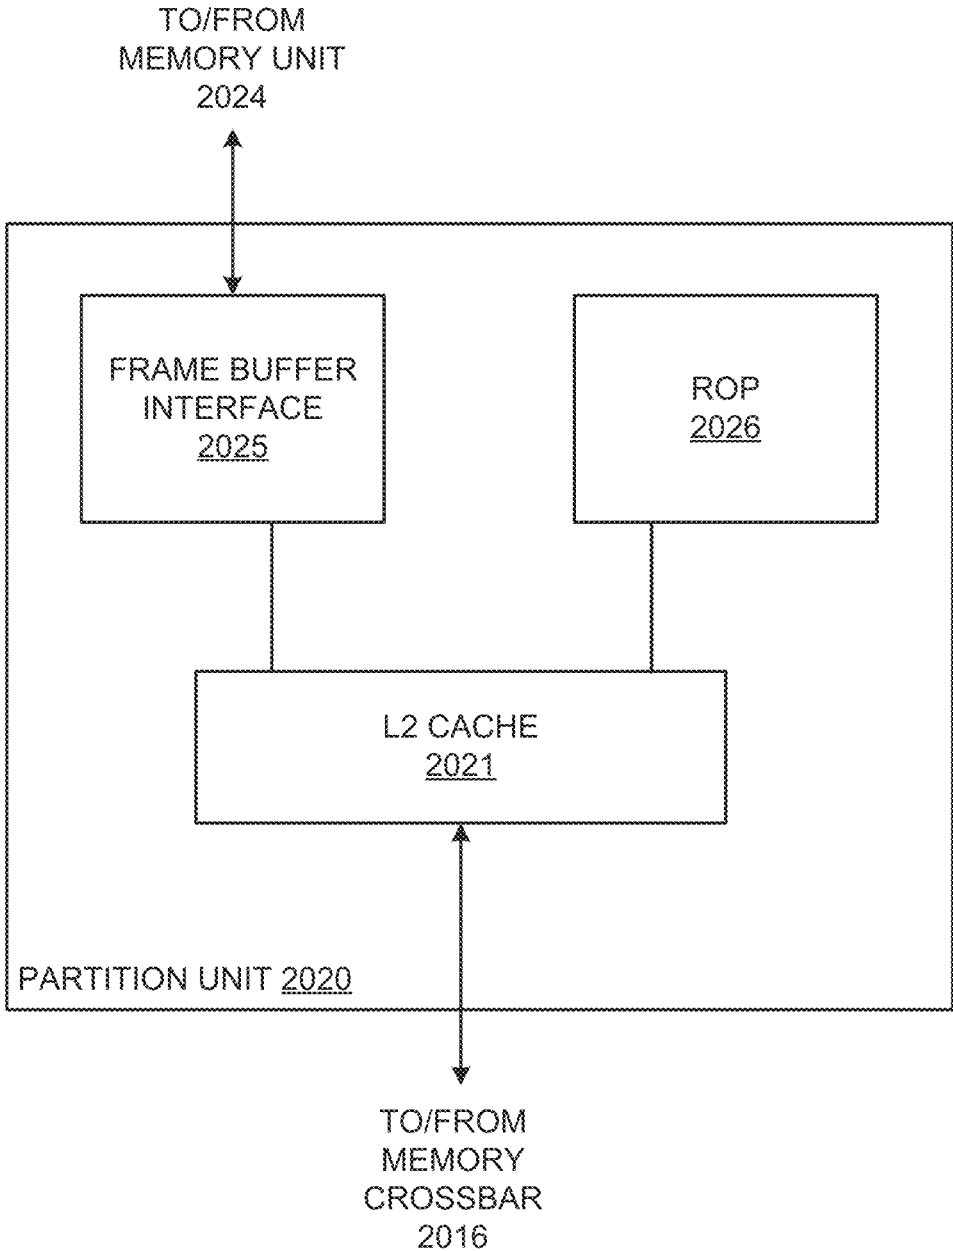 TO/FROM
MEMORY UNIT
2024
FRAME BUFFER
INTERFACE
2025
ROP
2026
L2 CACHE
2021
PARTITION UNIT 2020
TO/FROM
MEMORY
CROSSBAR
2016